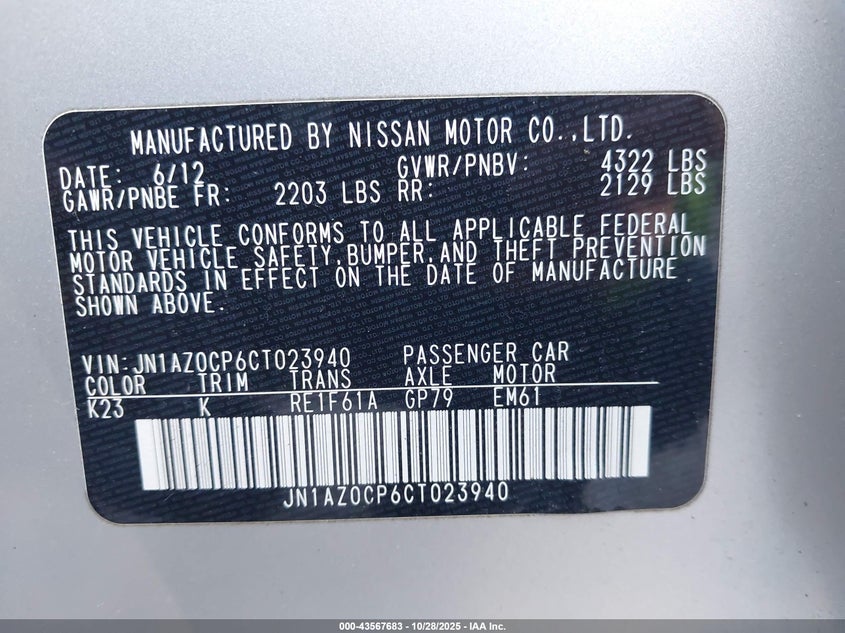 MANUFACTURED BY NISSAN MOTOR CO.,LTD.
DATE: 6/12 GVWR/PNBV: 4322 LBS
GAWR/PNBE FR: 2203 LBS RR: 2129 LBS
THIS VEHICLE CONFORMS TO ALL APPLICABLE FEDERAL
MOTOR VEHICLE SAFETY,BUMPER,AND THEFT PREVENTION
STANDARDS IN EFFECT ON THE DATE OF MANUFACTURE
SHOWN ABOVE.
VIN:JN1AZ0CP6CT023940 PASSENGER CAR
COLOR TRIM TRANS AXLE MOTOR
K23 K RE1F61A GP79 EM61
JN1AZ0CP6CT023940
000-43567683 | 10/28/2025 - IAA Inc.